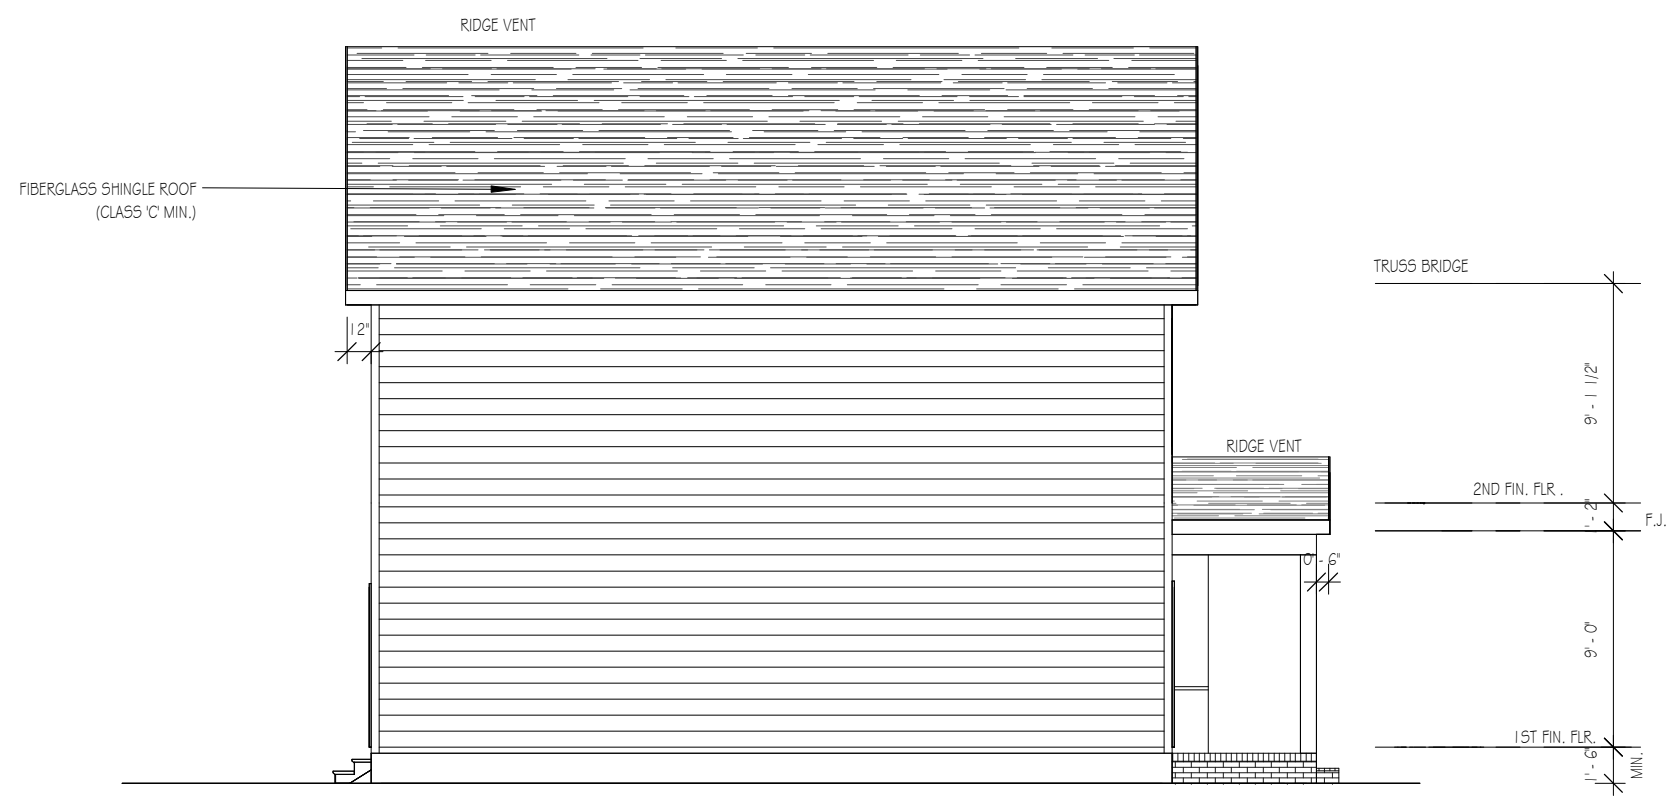 RIDGE VENT
FIBERGLASS SHINGLE ROOF
(CLASS 'C' MIN.)
TRUSS BRIDGE
12"
9' - 1 1/2"
RIDGE VENT
2ND FIN. FLR .
' - 2"
F.J.
0' - 6"
9' - 0"
1ST FIN. FLR.
1' - 6"
MIN.